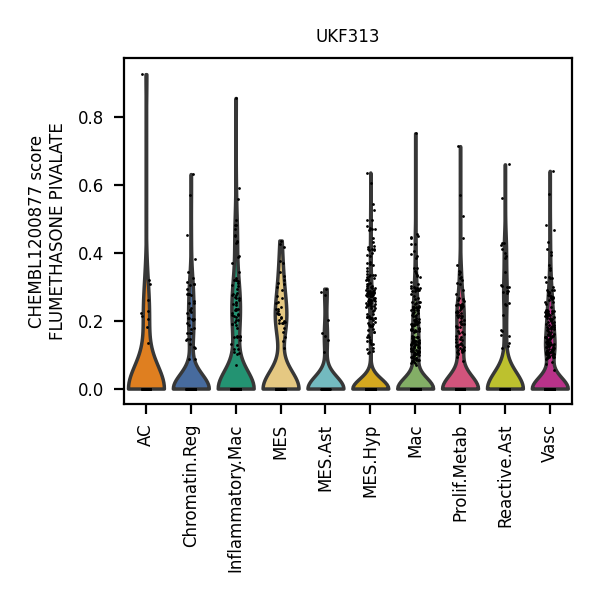 UKF313
CHEMBL1200877 score
FLUMETHASONE PIVALATE
0.8
0.6
0.4
0.2
0.0
AC
Chromatin.Reg
Inflammatory.Mac
MES
MES.Ast
MES.Hyp
Mac
Prolif.Metab
Reactive.Ast
Vasc